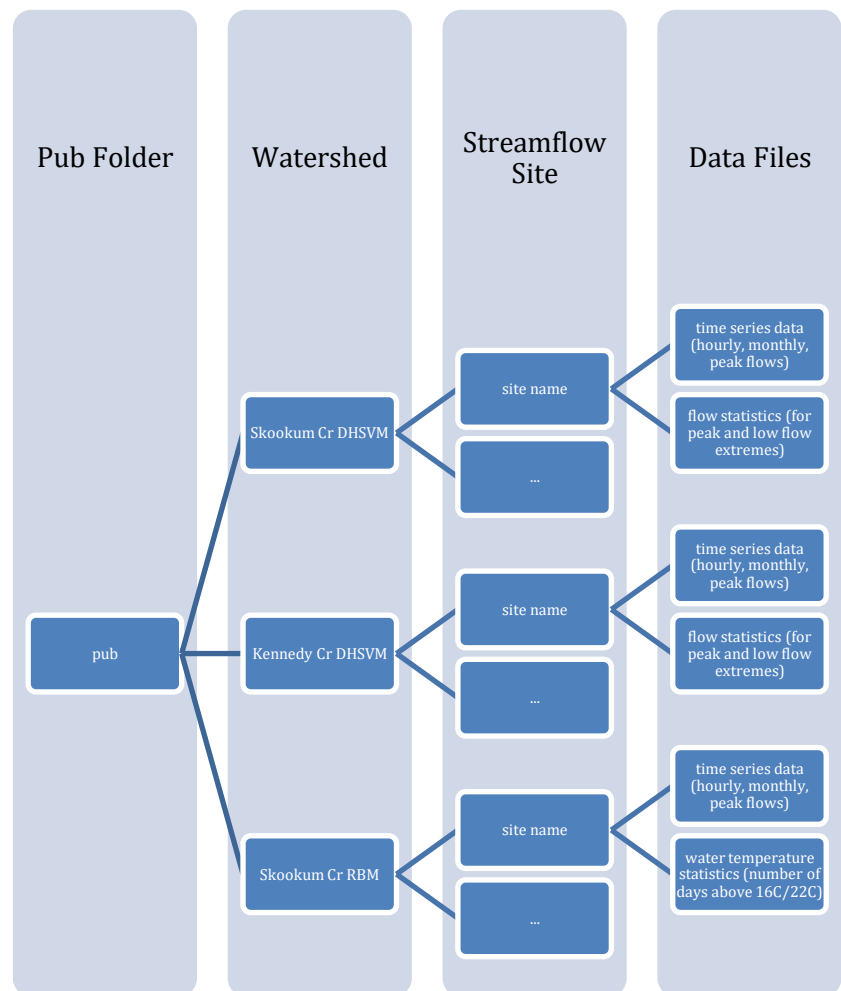 Pub Folder
Watershed
Streamflow
Site
Data Files
pub
Skookum Cr DHSVM
site name
time series data
(hourly, monthly,
peak flows)
flow statistics (for
peak and low flow
extremes)
...
Kennedy Cr DHSVM
site name
time series data
(hourly, monthly,
peak flows)
flow statistics (for
peak and low flow
extremes)
...
Skookum Cr RBM
site name
time series data
(hourly, monthly,
peak flows)
water temperature
statistics (number of
days above 16C/22C)
...